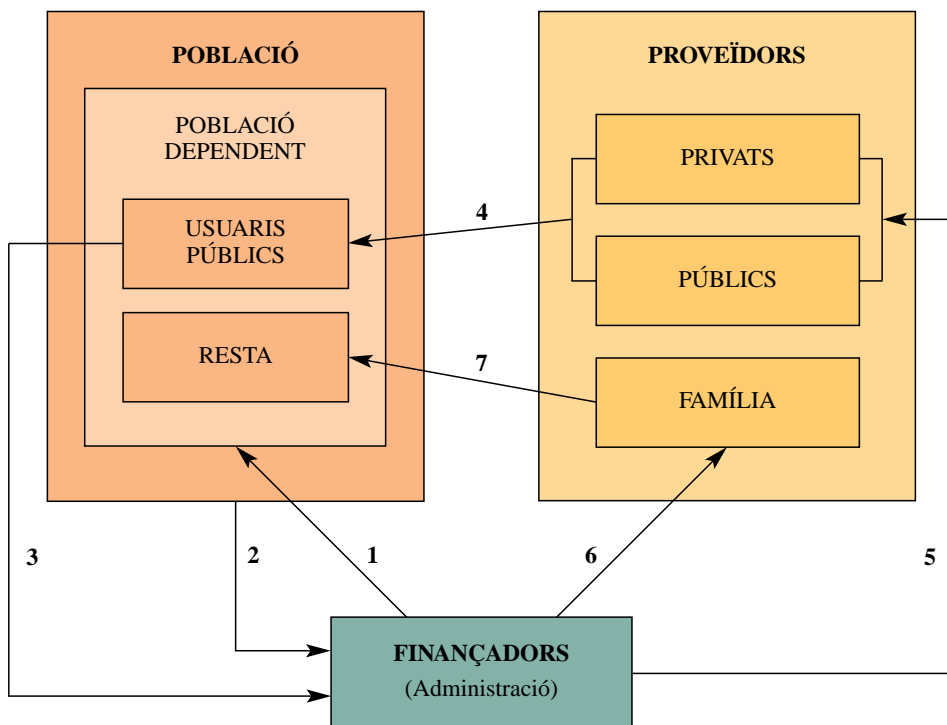 POBLACIÓ
POBLACIÓ
DEPENDENT
USUARIS
PÚBLICS
RESTA
PROVEÏDORS
PRIVATS
PÚBLICS
FAMÍLIA
4
7
3
2
1
6
5
FINANÇADORS
(Administració)